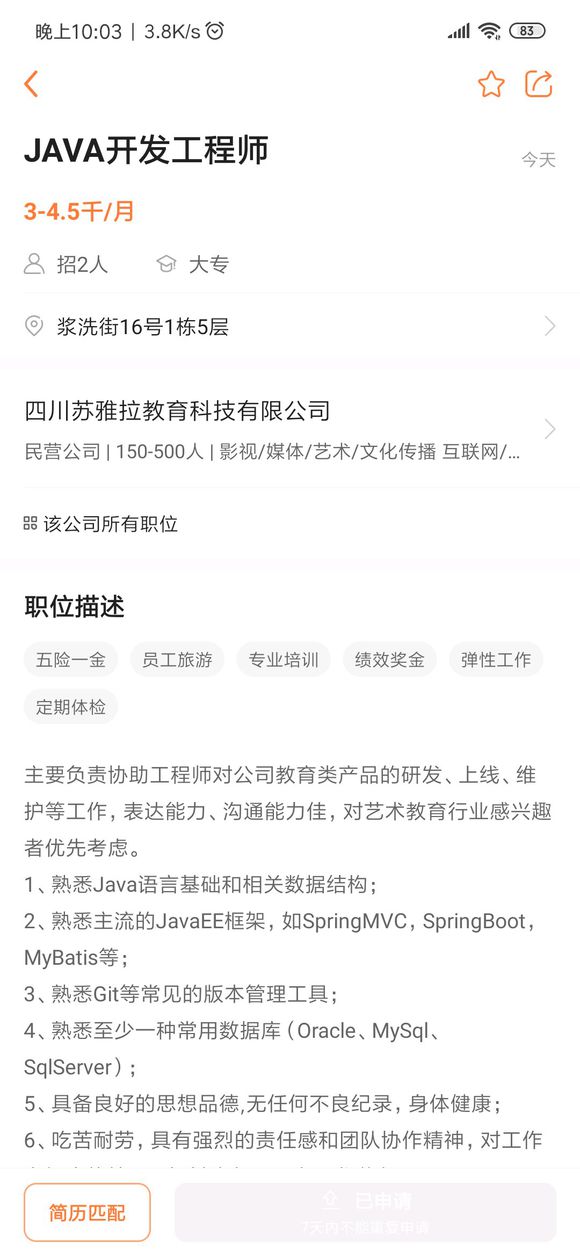 晚上10:03 | 3.8K/s
83
JAVA开发工程师
今天
3-4.5千/月
招2人 大专
浆洗街16号1栋5层
四川苏雅拉教育科技有限公司
民营公司 | 150-500人 | 影视/媒体/艺术/文化传播 互联网/...
该公司所有职位
职位描述
五险一金 员工旅游 专业培训 绩效奖金 弹性工作
定期体检
主要负责协助工程师对公司教育类产品的研发、上线、维
护等工作，表达能力、沟通能力佳，对艺术教育行业感兴趣
者优先考虑。
1、熟悉Java语言基础和相关数据结构；
2、熟悉主流的JavaEE框架，如SpringMVC，SpringBoot，
MyBatis等；
3、熟悉Git等常见的版本管理工具；
4、熟悉至少一种常用数据库（Oracle、MySql、
SqlServer）；
5、具备良好的思想品德,无任何不良纪录，身体健康；
6、吃苦耐劳，具有强烈的责任感和团队协作精神，对工作
简历匹配
已申请
7天内不能重复申请